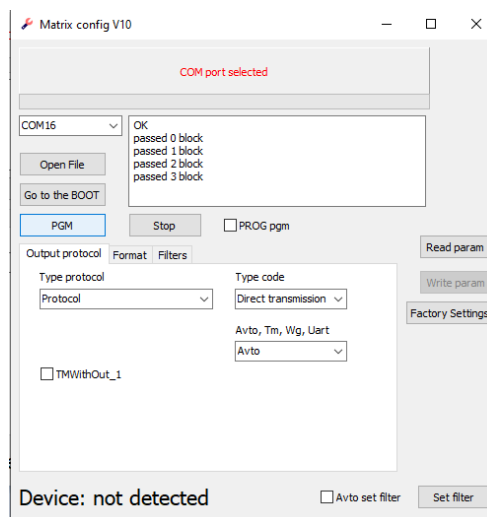 Matrix config V10
COM port selected
COM16
OK
passed 0 block
passed 1 block
passed 2 block
passed 3 block
Open File
Go to the BOOT
PGM
Stop
PROG pgm
Read param
Output protocol Format Filters
Type protocol
Type code
Write param
Protocol
Direct transmission
Factory Settings
Avto, Tm, Wg, Uart
Avto
TMWithOut_1
Device: not detected
Avto set filter
Set filter